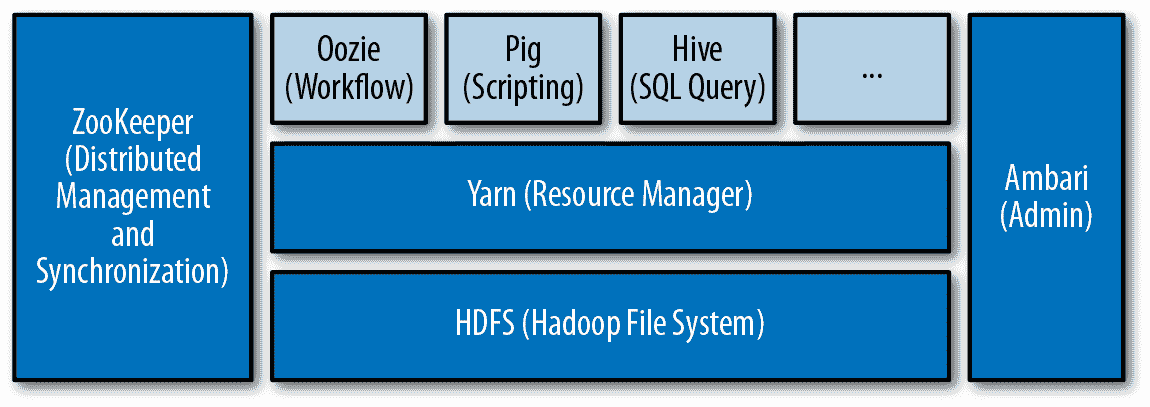 ZooKeeper
(Distributed
Management
and
Synchronization)
Oozie
(Workflow)
Pig
(Scripting)
Hive
(SQL Query)
...
Yarn (Resource Manager)
HDFS (Hadoop File System)
Ambari
(Admin)